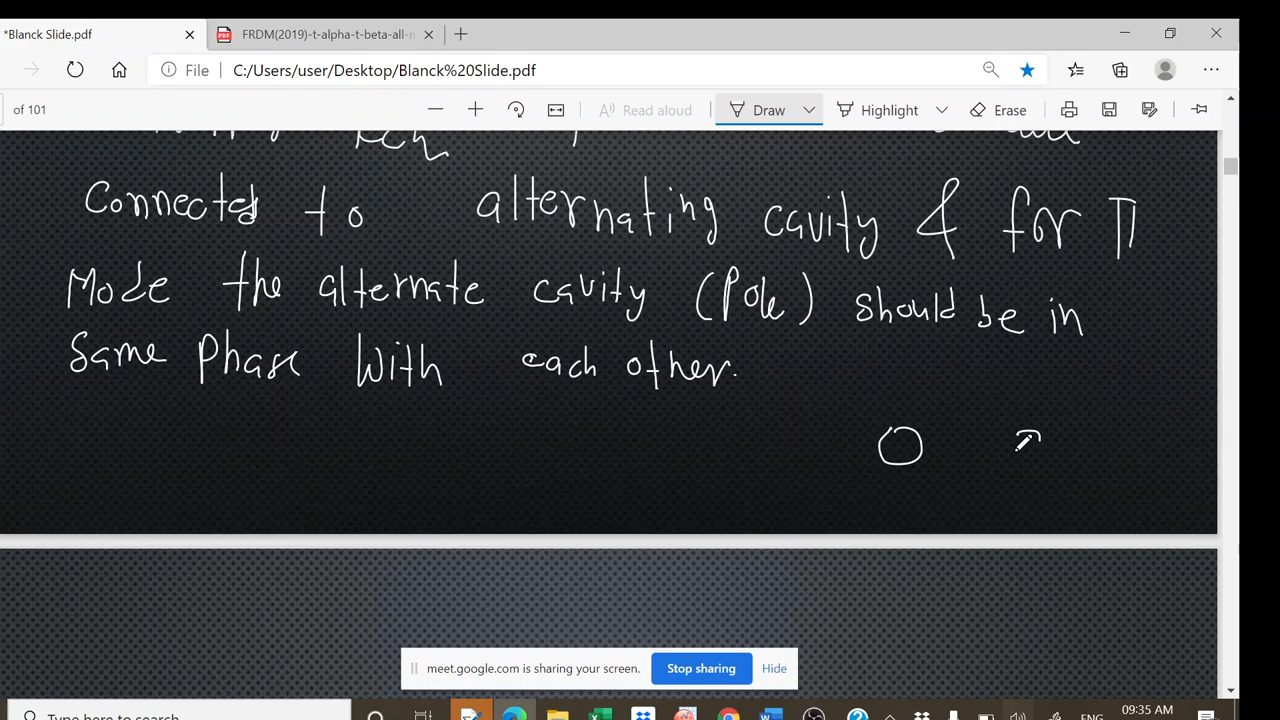 *Blanck Slide.pdf
FRDM(2019)-t-alpha-t-beta-all-
File C:/Users/user/Desktop/Blanck%20Slide.pdf
of 101 Read aloud Draw Highlight Erase
Connected to alternating cavity & for π
Mode the alternate cavity (Pole) should be in
Same Phase With each other.
meet.google.com is sharing your screen. Stop sharing Hide
Type here to search ENG 09:35 AM